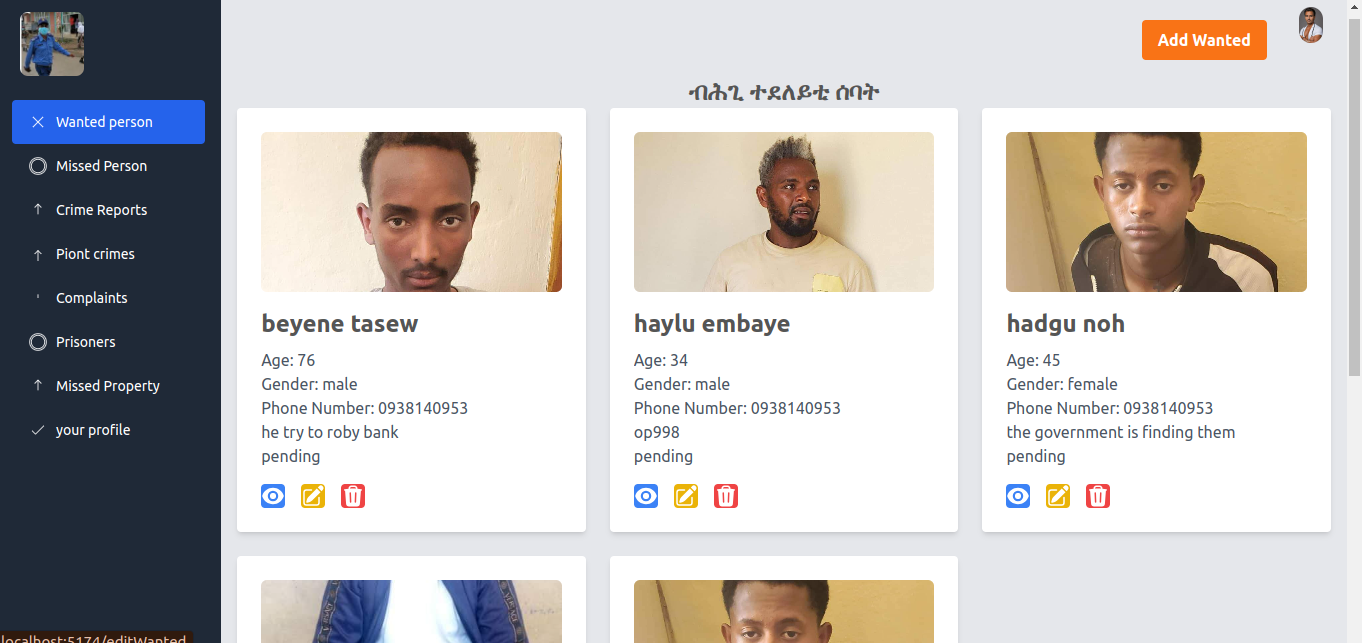 Add Wanted
ብሕጊ ተደለይቲ ሰባት
Wanted person
Missed Person
Crime Reports
Piont crimes
Complaints
Prisoners
Missed Property
your profile
beyene tasew
Age: 76
Gender: male
Phone Number: 0938140953
he try to roby bank
pending
haylu embaye
Age: 34
Gender: male
Phone Number: 0938140953
op998
pending
hadgu noh
Age: 45
Gender: female
Phone Number: 0938140953
the government is finding them
pending
localhost:5174/editWanted